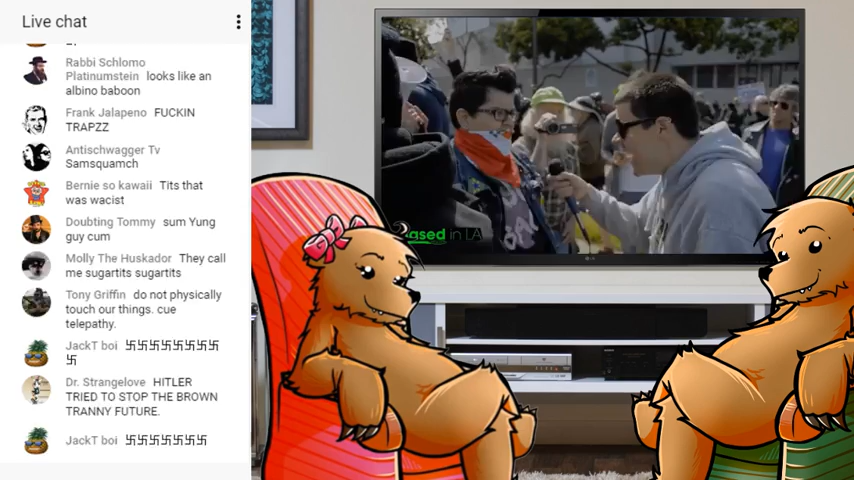 Live chat
Rabbi Schlomo
Platinumstein looks like an
albino baboon
Frank Jalapeno FUCKIN
TRAPZZ
Antischwagger Tv
Samsquamch
Bernie so kawaii Tits that
was wacist
Doubting Tommy sum Yung
guy cum
Molly The Huskador They call
me sugartits sugartits
Tony Griffin do not physically
touch our things. cue
telepathy.
JackT boi 卐卐卐卐卐卐卐卐
卐
Dr. Strangelove HITLER
TRIED TO STOP THE BROWN
TRANNY FUTURE.
JackT boi 卐卐卐卐卐卐卐
Based in LA
LG